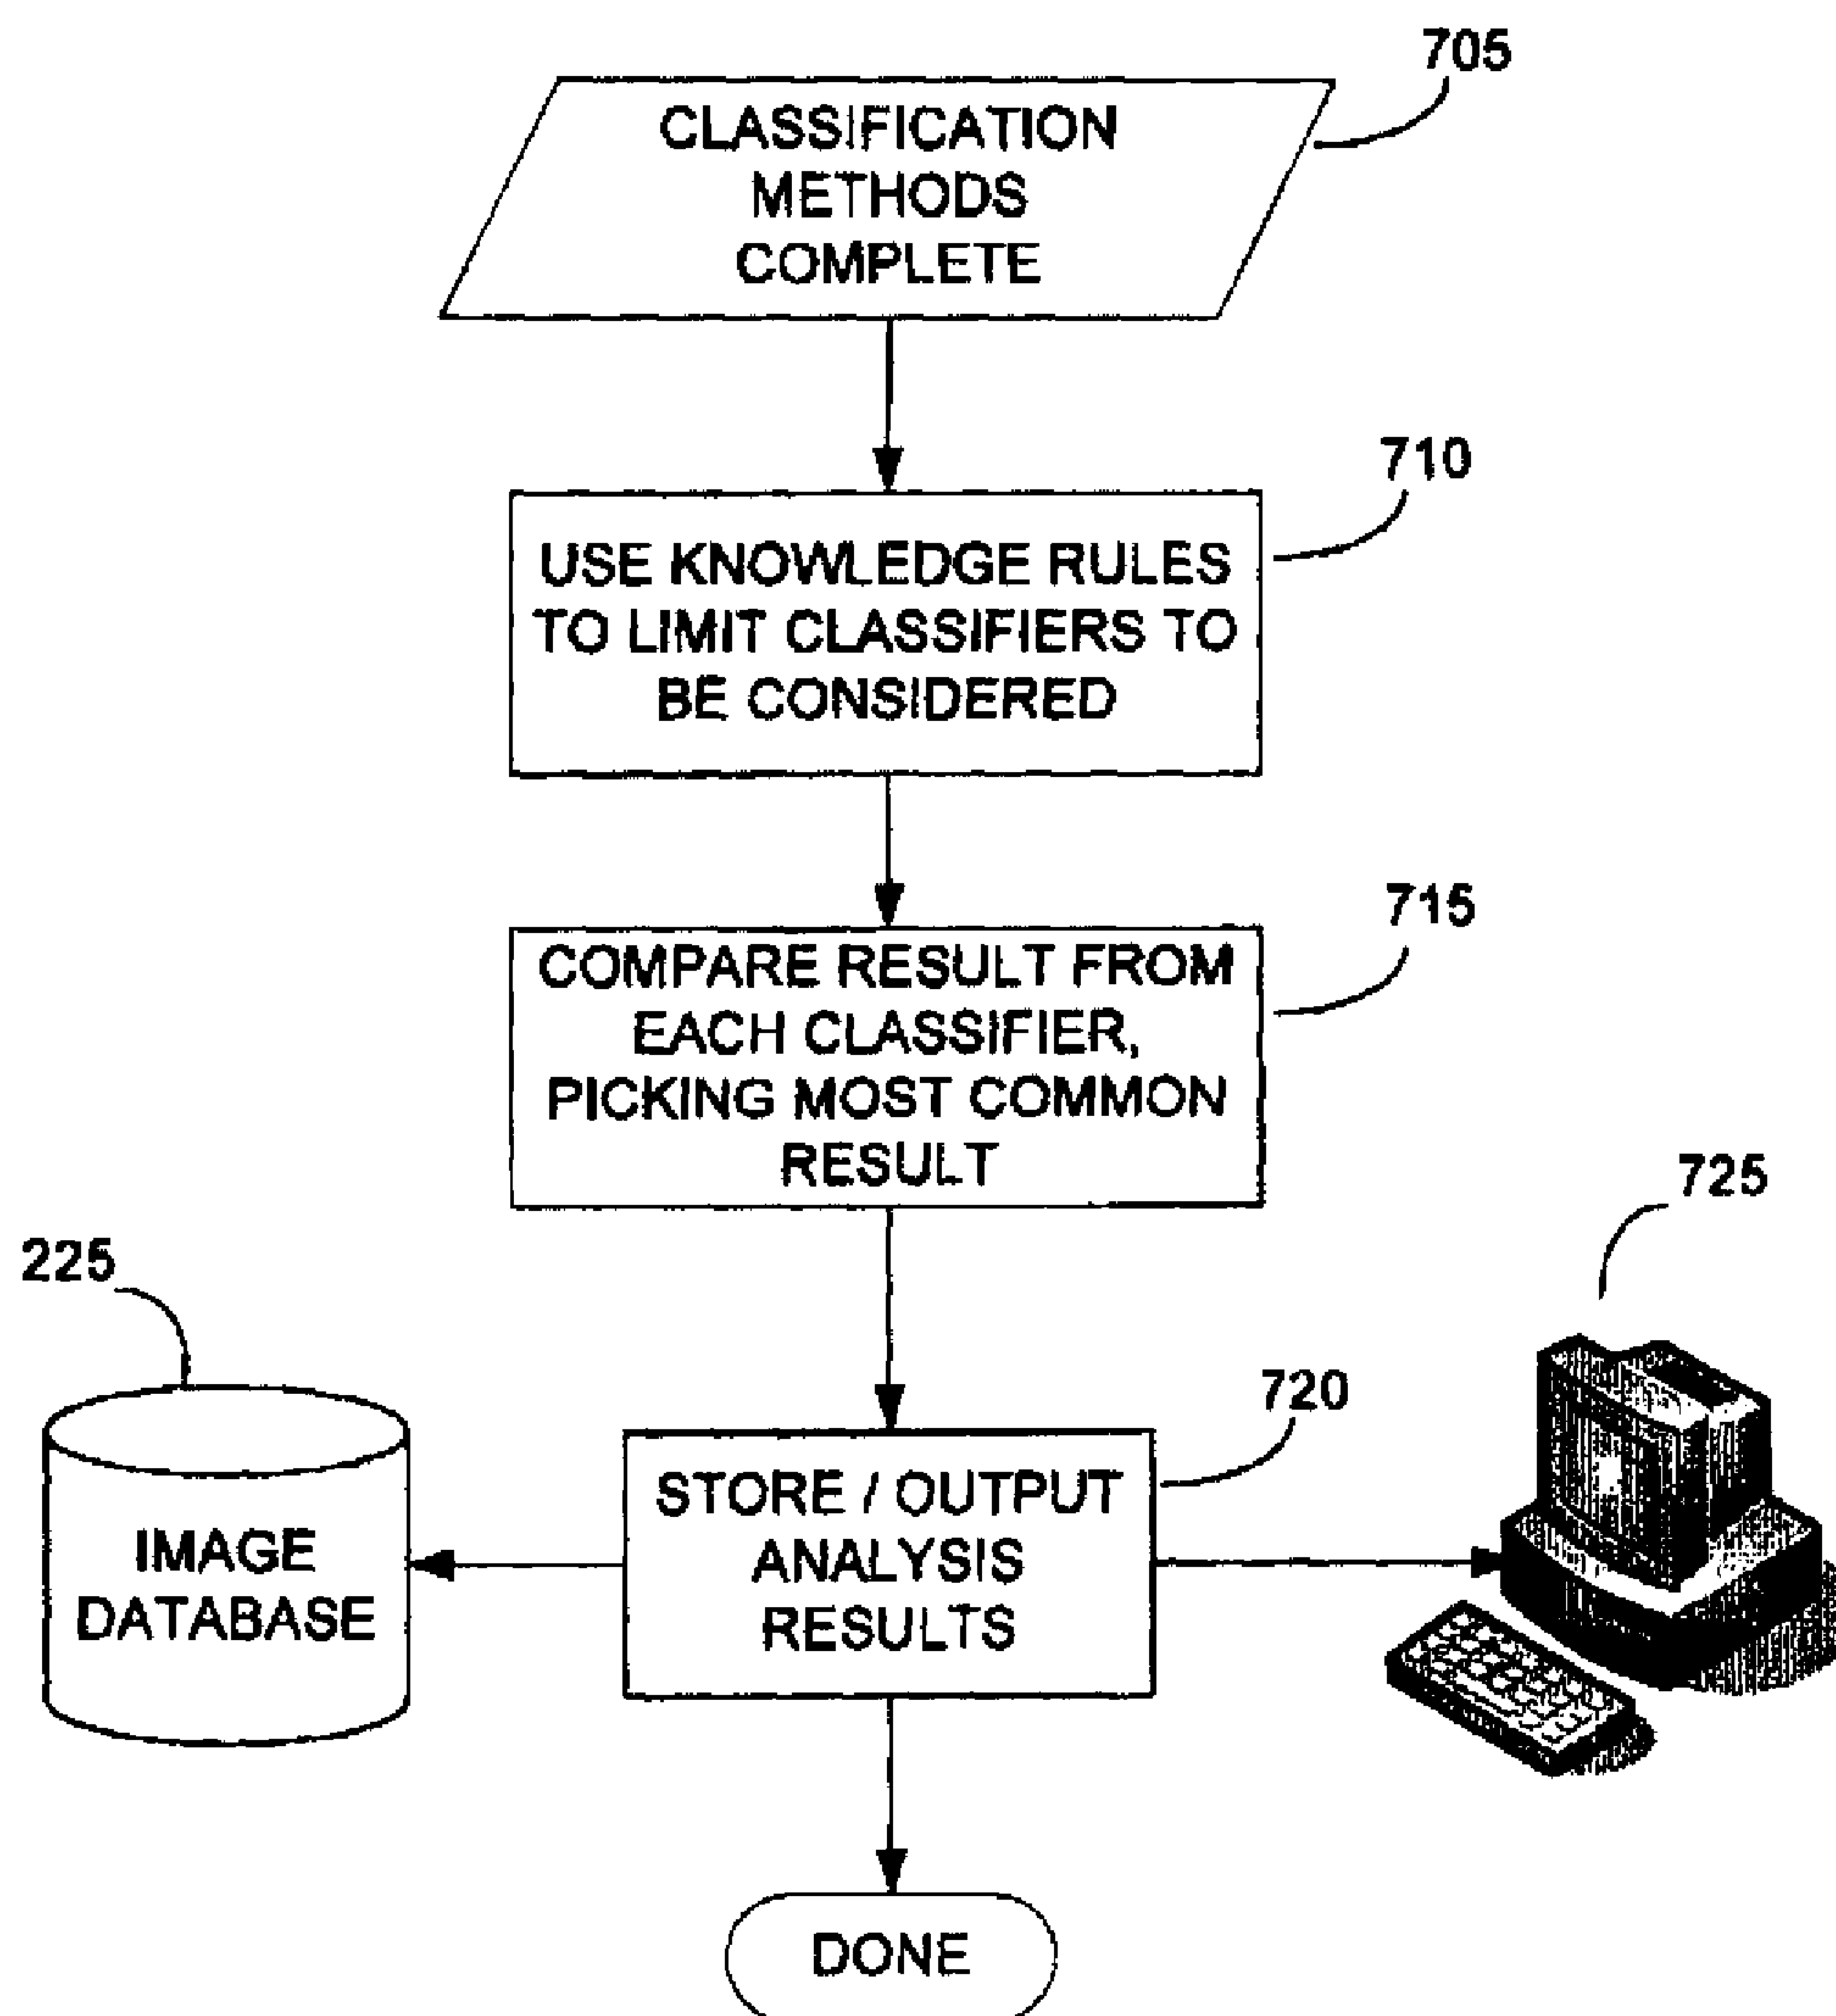 705
CLASSIFICATION
METHODS
COMPLETE
710
USE KNOWLEDGE RULES
TO LIMIT CLASSIFIERS TO
BE CONSIDERED
715
COMPARE RESULT FROM
EACH CLASSIFIER,
PICKING MOST COMMON
RESULT
725
225
720
IMAGE
DATABASE
STORE / OUTPUT
ANALYSIS
RESULTS
DONE